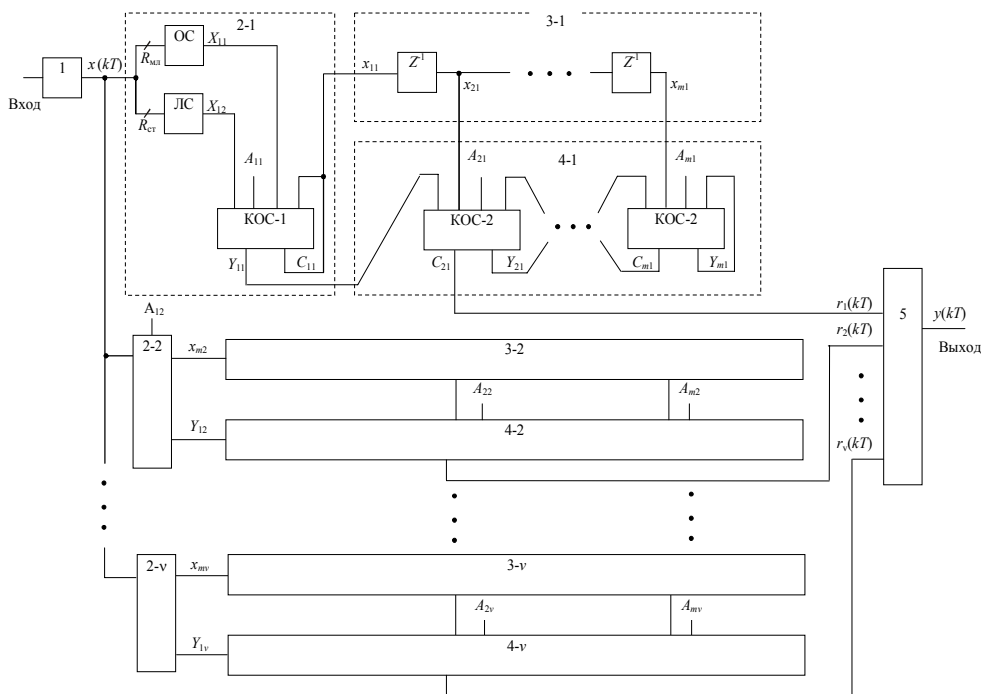 2-1
3-1
ОС
X₁₁
1
x (kT)
Rмл
x₁₁
Z⁻¹
Z⁻¹
Вход
ЛС
X₁₂
x₂₁
xₘ₁
Rст
A₁₁
A₂₁
4-1
Aₘ₁
КОС-1
КОС-2
КОС-2
Y₁₁
C₁₁
C₂₁
Y₂₁
Cₘ₁
Yₘ₁
r₁(kT)
5
y(kT)
A₁₂
r₂(kT)
Выход
2-2
xₘ₂
3-2
A₂₂
Aₘ₂
Y₁₂
4-2
rᵥ(kT)
2-v
xₘᵥ
3-v
A₂ᵥ
Aₘᵥ
Y₁ᵥ
4-v